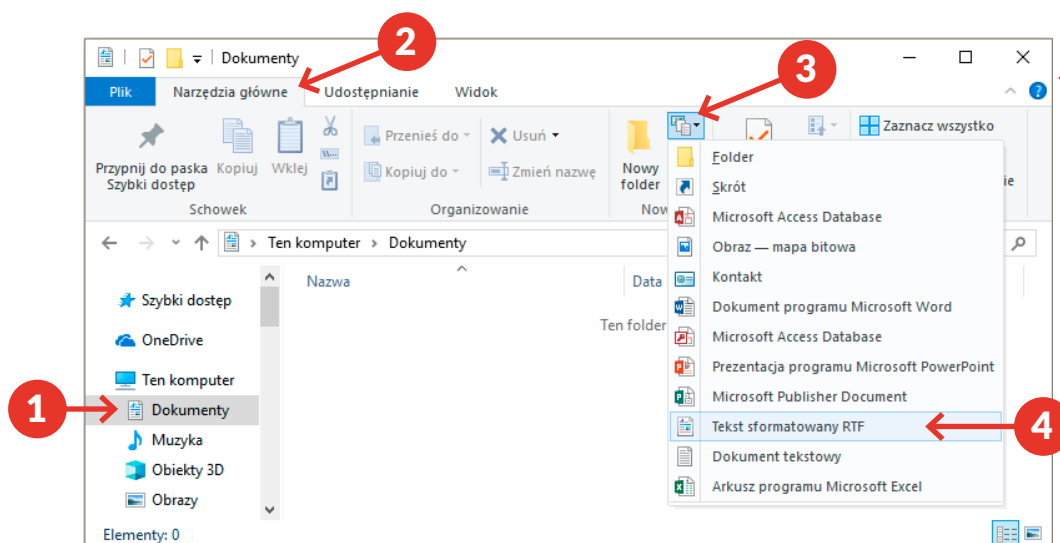 2
Dokumenty
3
Plik
Narzędzia główne
Udostępnianie
Widok
Przypnij do paska
Szybki dostęp
Kopiuj
Wklej
Schowek
Przenieś do
Kopiuj do
Usuń
Zmień nazwę
Organizowanie
Nowy
folder
Now
Zaznacz wszystko
ie
Folder
Skrót
Microsoft Access Database
Obraz — mapa bitowa
Kontakt
Dokument programu Microsoft Word
Microsoft Access Database
Prezentacja programu Microsoft PowerPoint
Microsoft Publisher Document
Tekst sformatowany RTF
4
Dokument tekstowy
Arkusz programu Microsoft Excel
Ten komputer > Dokumenty
Nazwa
Data
Ten folder
Szybki dostęp
OneDrive
Ten komputer
1
Dokumenty
Muzyka
Obiekty 3D
Obrazy
Elementy: 0